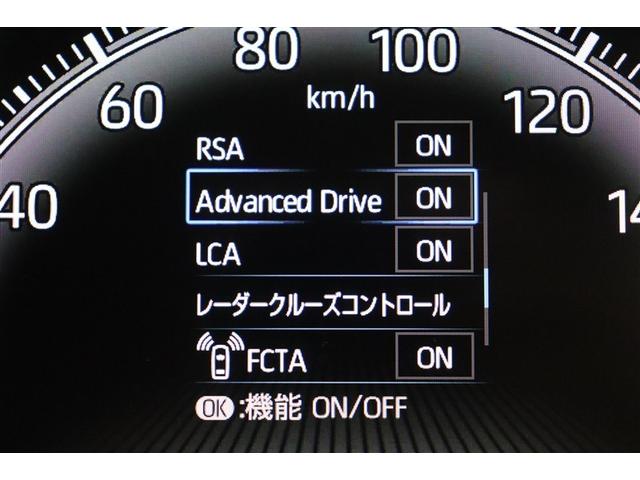 80 100
60 km/h 120
40
RSA ON
Advanced Drive ON
LCA ON
レーダークルーズコントロール
FCTA ON
OK:機能 ON/OFF